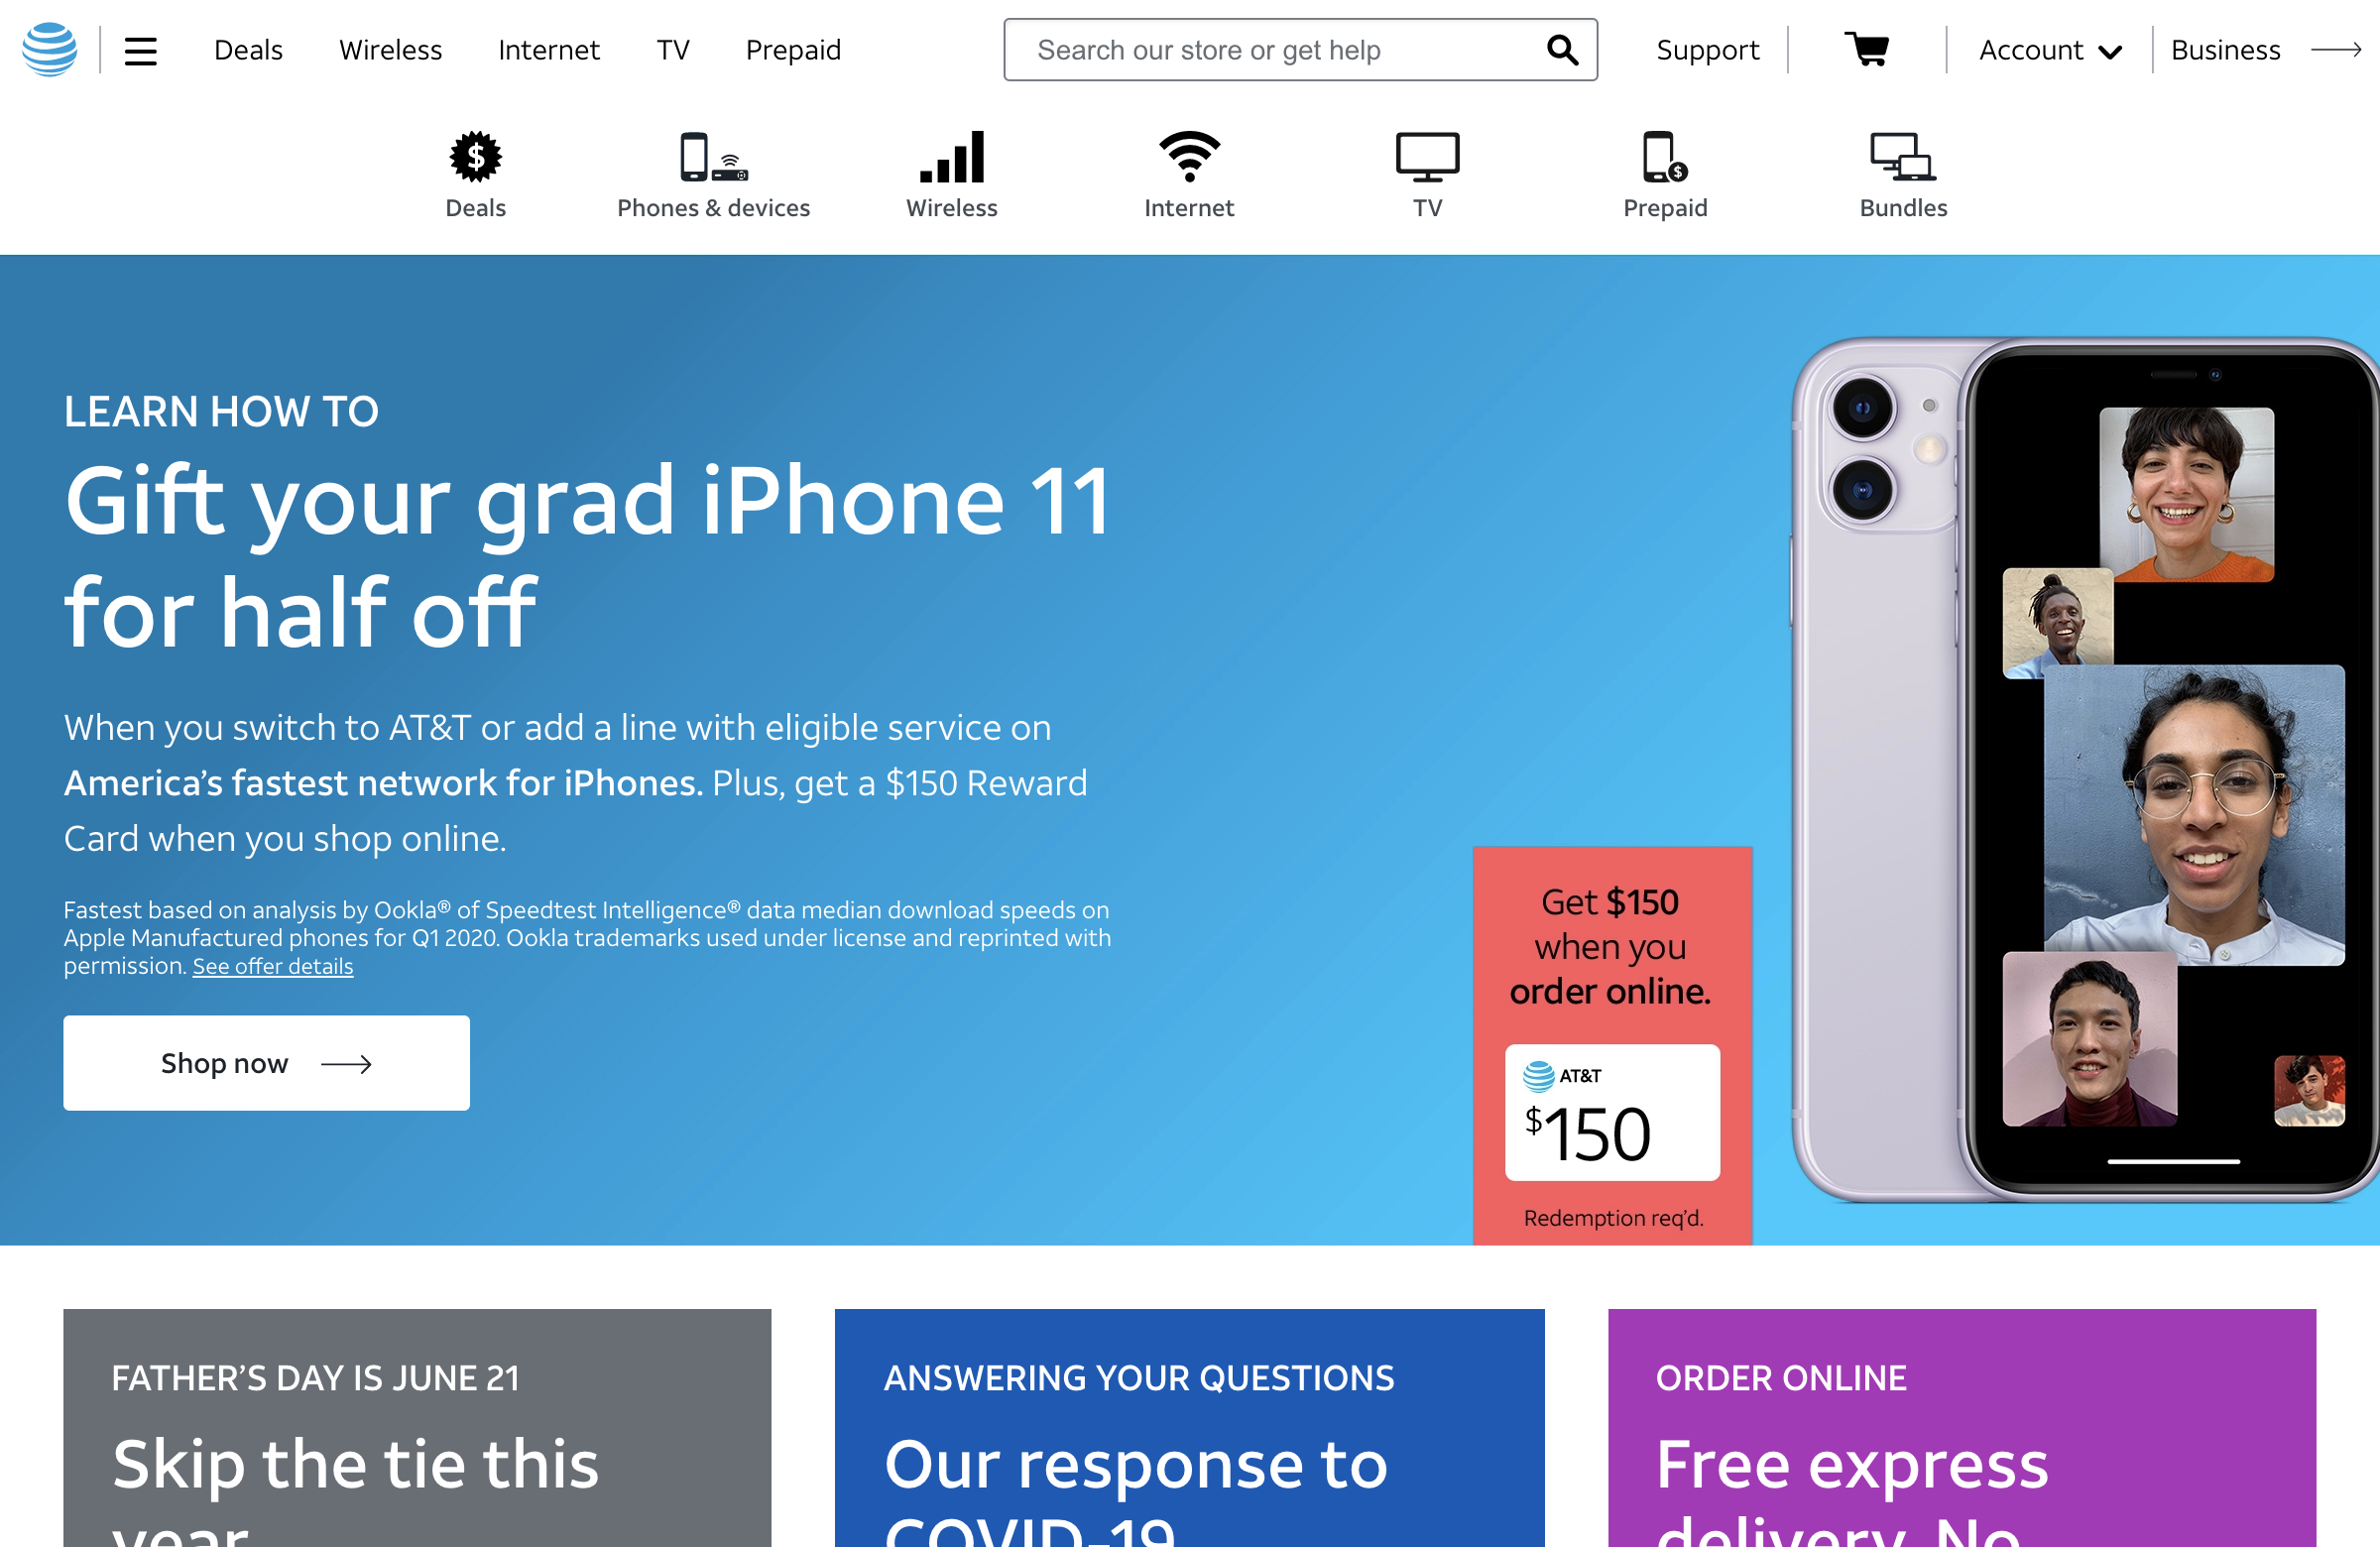 Deals
Wireless
Internet
TV
Prepaid
Search our store or get help
Support
Account
Business
$
Deals
Phones & devices
Wireless
Internet
TV
$
Prepaid
Bundles
LEARN HOW TO
Gift your grad iPhone 11
for half off
When you switch to AT&T or add a line with eligible service on
America’s fastest network for iPhones. Plus, get a $150 Reward
Card when you shop online.
Fastest based on analysis by Ookla® of Speedtest Intelligence® data median download speeds on
Apple Manufactured phones for Q1 2020. Ookla trademarks used under license and reprinted with
permission. See offer details
Shop now
Get $150
when you
order online.
AT&T
$150
Redemption req’d.
FATHER’S DAY IS JUNE 21
Skip the tie this
year
ANSWERING YOUR QUESTIONS
Our response to
COVID-19
ORDER ONLINE
Free express
delivery. No